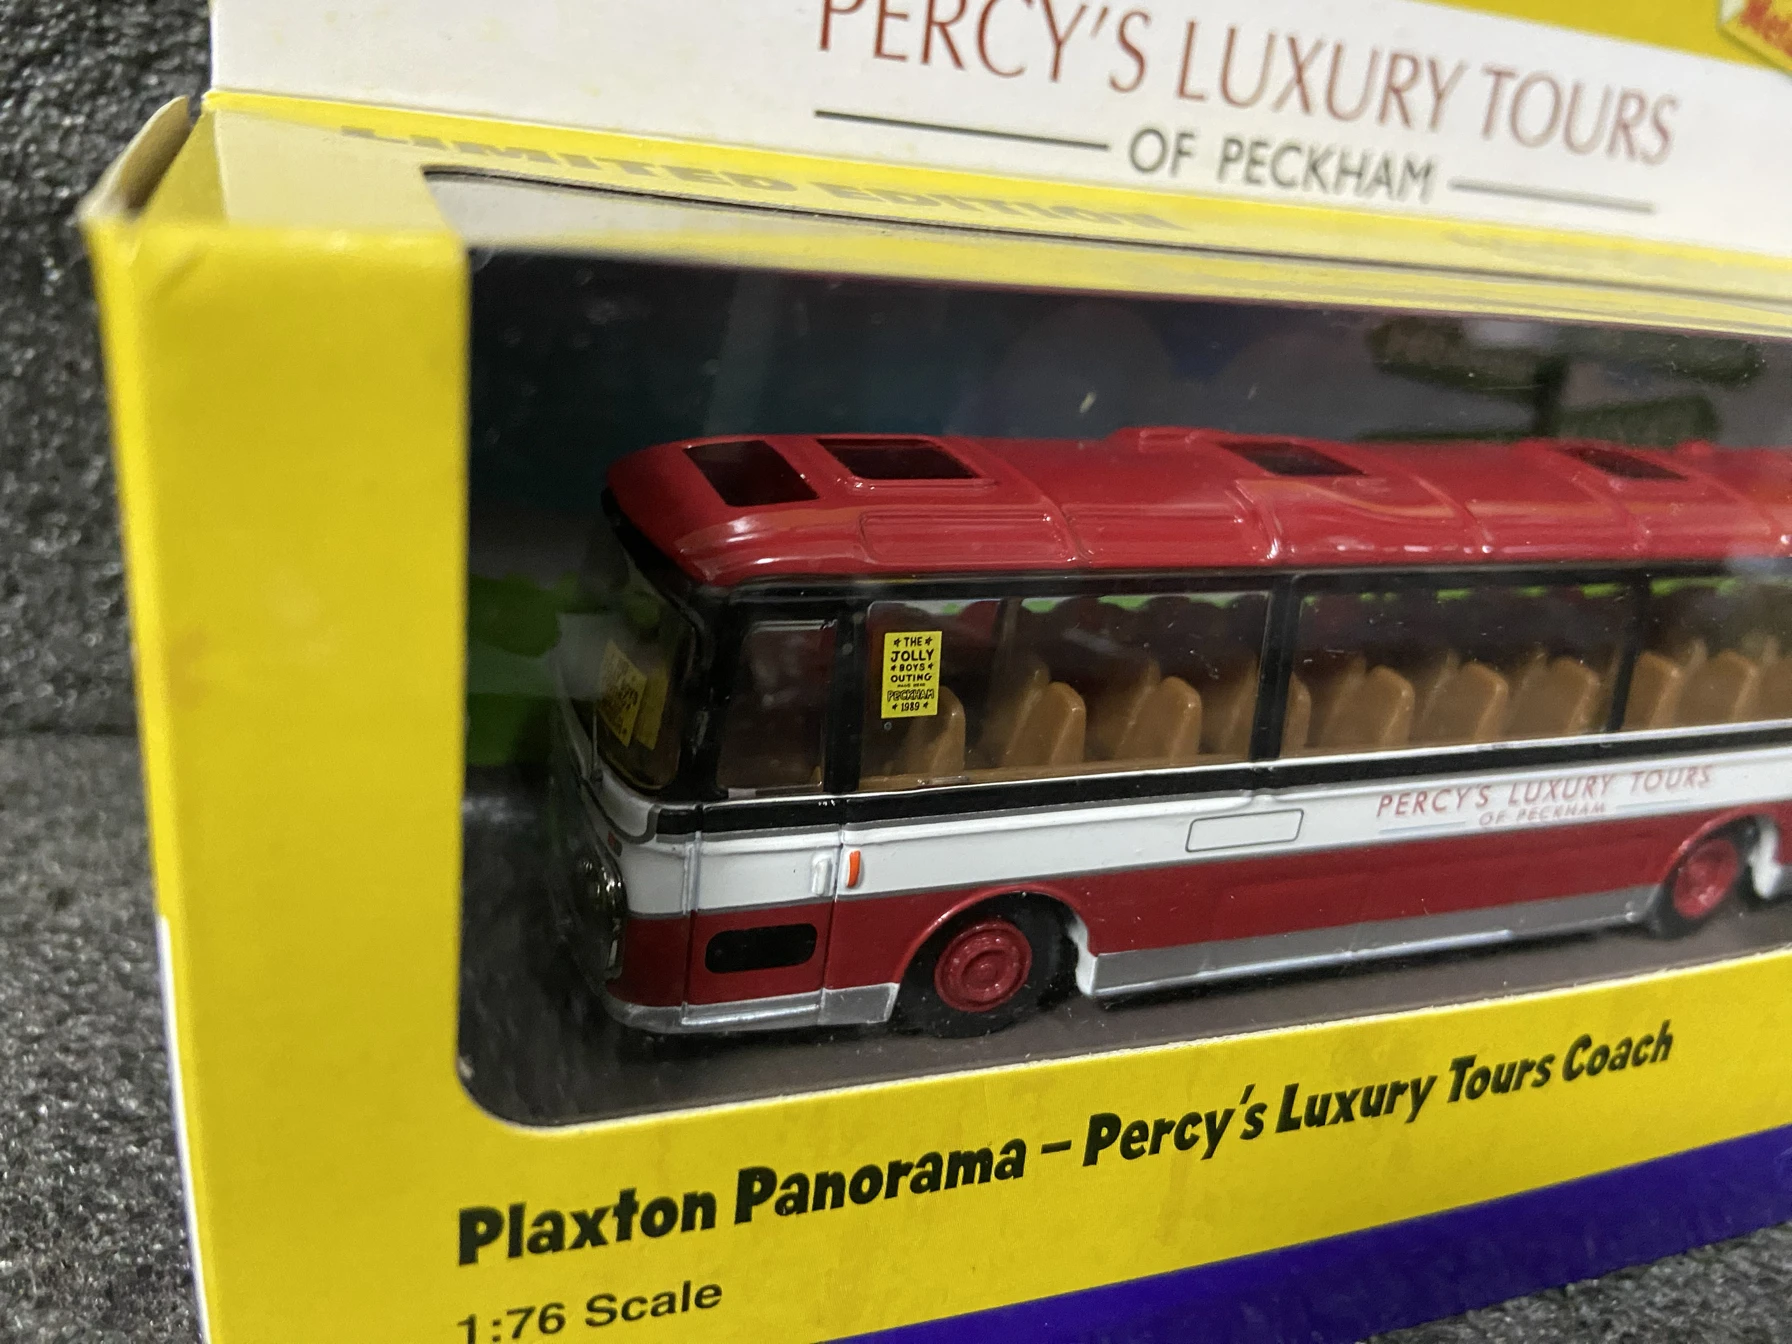 PERCY'S LUXURY TOURS
OF PECKHAM
LIMITED EDITION
THE
JOLLY
BOYS
OUTING
PECKHAM
1989
PERCY'S LUXURY TOURS
OF PECKHAM
Plaxton Panorama – Percy's Luxury Tours Coach
1:76 Scale